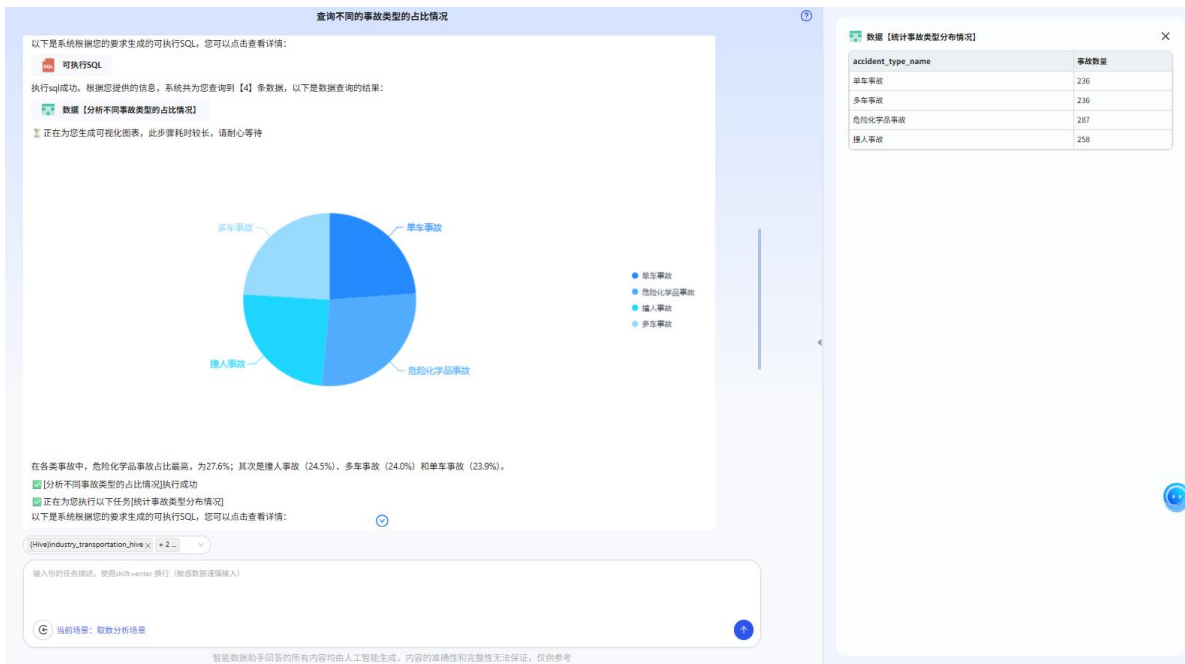 查询不同的事故类型的占比情况
以下是系统根据您的要求生成的可执行SQL，您可以点击查看详情：
SQL 可执行SQL
执行sql成功。根据您提供的信息，系统共为您查询到【4】条数据，以下是数据查询的结果：
数据【分析不同事故类型的占比情况】
正在为您生成可视化图表，此步骤耗时较长，请耐心等待
多车事故
单车事故
撞人事故
危险化学品事故
单车事故
危险化学品事故
撞人事故
多车事故
在各类事故中，危险化学品事故占比最高，为27.6%；其次是撞人事故（24.5%）、多车事故（24.0%）和单车事故（23.9%）。
[分析不同事故类型的占比情况]执行成功
正在为您执行以下任务[统计事故类型分布情况]
以下是系统根据您的要求生成的可执行SQL，您可以点击查看详情：
(Hive)industry_transportation_hive × + 2 ...
输入你的任务描述，使用shift+enter 换行（敏感数据谨慎输入）
当前场景：取数分析场景
智能数据助手回答的所有内容均由人工智能生成，内容的准确性和完整性无法保证，仅供参考
数据【统计事故类型分布情况】
accident_type_name 事故数量
单车事故 236
多车事故 236
危险化学品事故 287
撞人事故 258